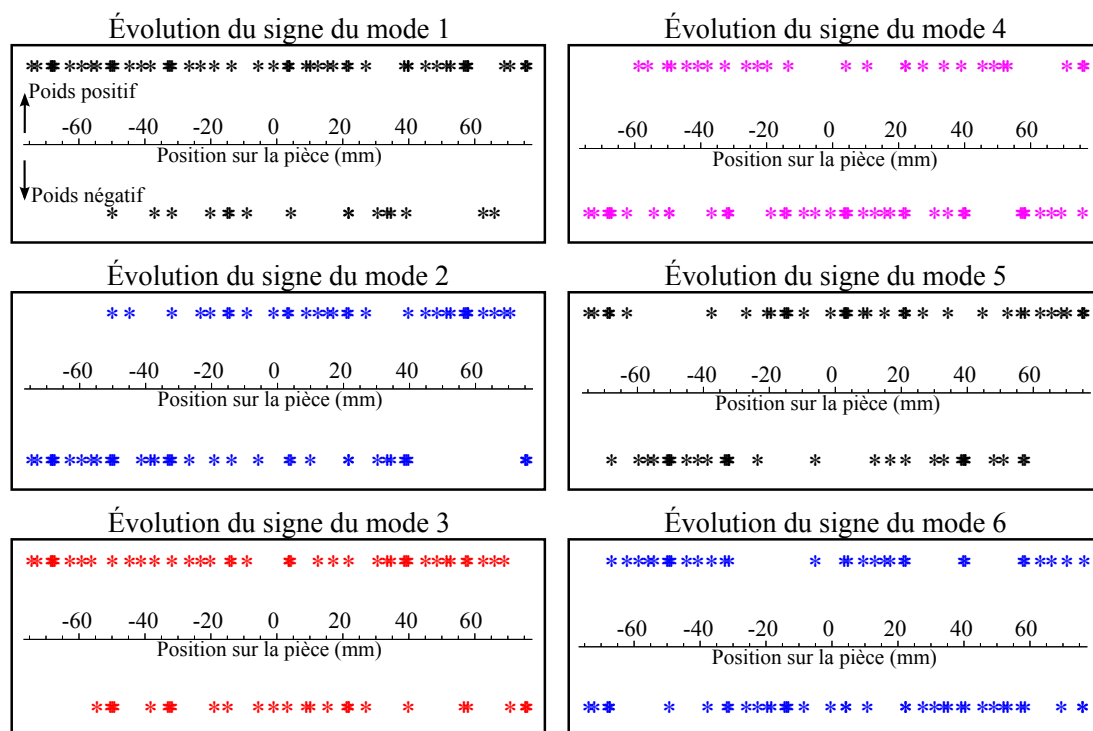 Évolution du signe du mode 1
Poids positif
-60 -40 -20 0 20 40 60
Position sur la pièce (mm)
Poids négatif
Évolution du signe du mode 4
-60 -40 -20 0 20 40 60
Position sur la pièce (mm)
Évolution du signe du mode 2
-60 -40 -20 0 20 40 60
Position sur la pièce (mm)
Évolution du signe du mode 5
-60 -40 -20 0 20 40 60
Position sur la pièce (mm)
Évolution du signe du mode 3
-60 -40 -20 0 20 40 60
Position sur la pièce (mm)
Évolution du signe du mode 6
-60 -40 -20 0 20 40 60
Position sur la pièce (mm)